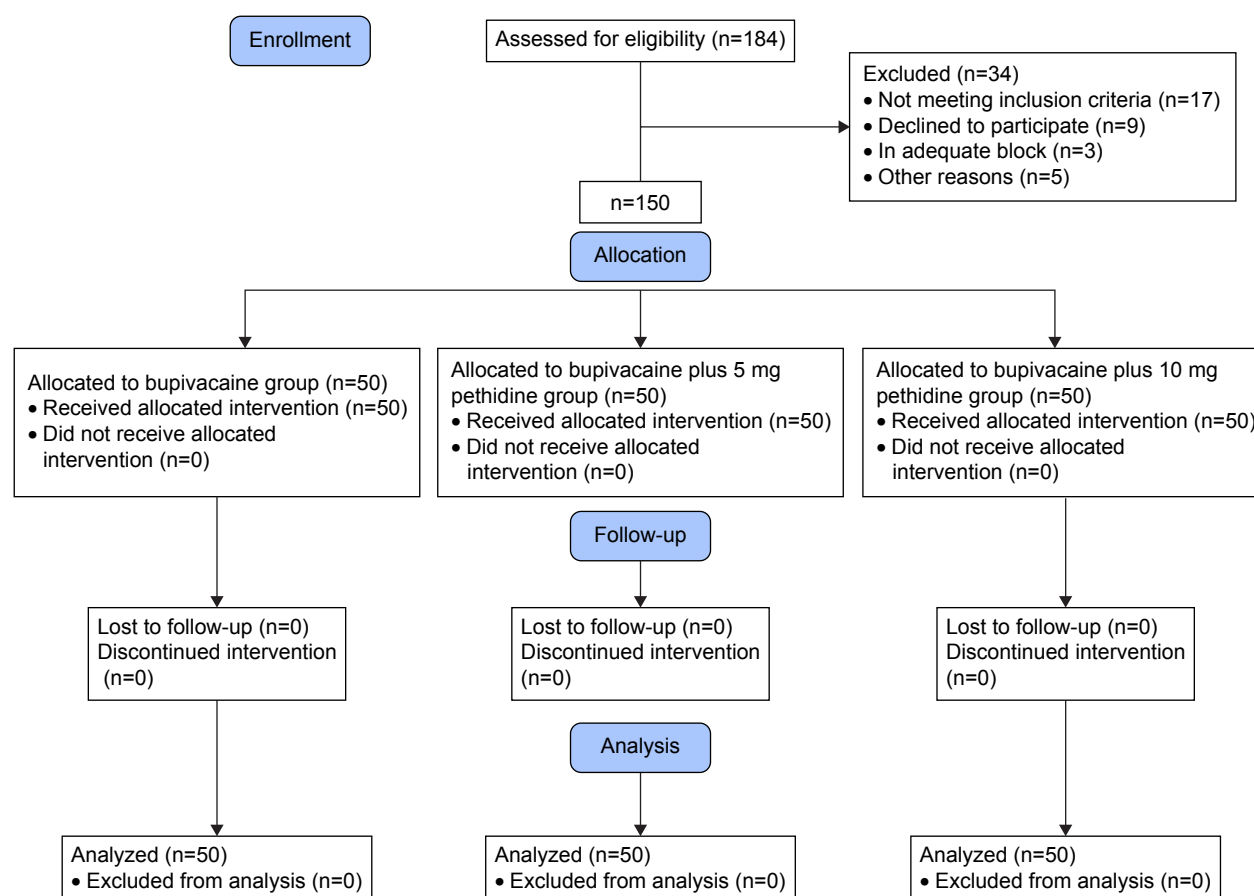 Enrollment
Assessed for eligibility (n=184)
Excluded (n=34)
• Not meeting inclusion criteria (n=17)
• Declined to participate (n=9)
• In adequate block (n=3)
• Other reasons (n=5)
n=150
Allocation
Allocated to bupivacaine group (n=50)
• Received allocated intervention (n=50)
• Did not receive allocated
intervention (n=0)
Allocated to bupivacaine plus 5 mg
pethidine group (n=50)
• Received allocated intervention (n=50)
• Did not receive allocated
intervention (n=0)
Allocated to bupivacaine plus 10 mg
pethidine group (n=50)
• Received allocated intervention (n=50)
• Did not receive allocated
intervention (n=0)
Follow-up
Lost to follow-up (n=0)
Discontinued intervention
(n=0)
Lost to follow-up (n=0)
Discontinued intervention
(n=0)
Lost to follow-up (n=0)
Discontinued intervention
(n=0)
Analysis
Analyzed (n=50)
• Excluded from analysis (n=0)
Analyzed (n=50)
• Excluded from analysis (n=0)
Analyzed (n=50)
• Excluded from analysis (n=0)